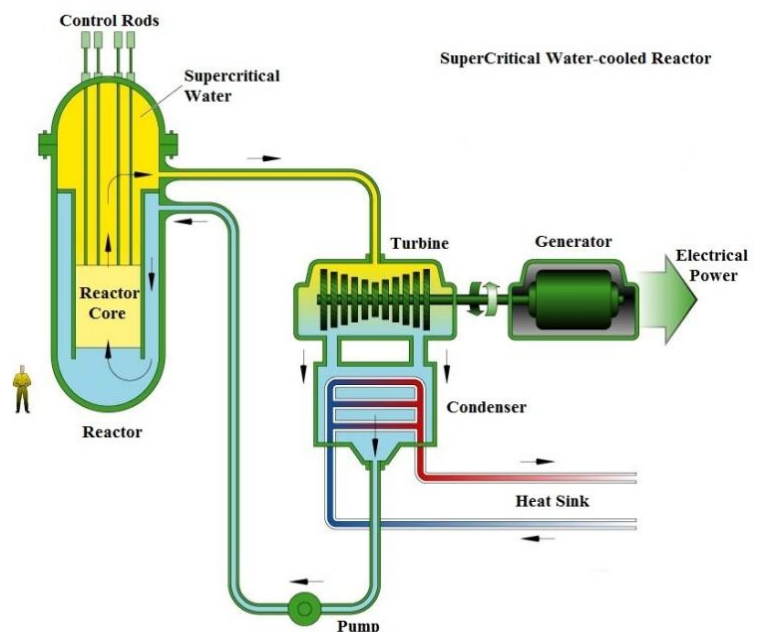 Control Rods
SuperCritical Water-cooled Reactor
Supercritical
Water
Turbine
Generator
Electrical
Power
Reactor
Core
Condenser
Reactor
Heat Sink
Pump